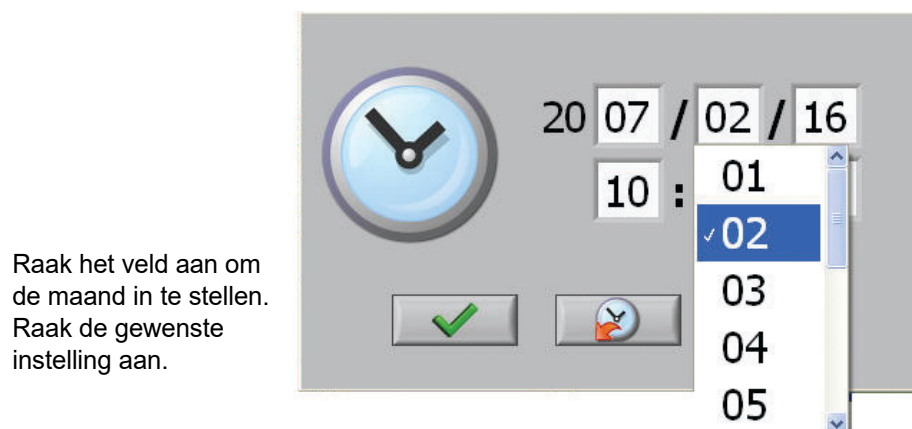 20 07 / 02 / 16
10 :
01
02
03
04
05
Raak het veld aan om
de maand in te stellen.
Raak de gewenste
instelling aan.